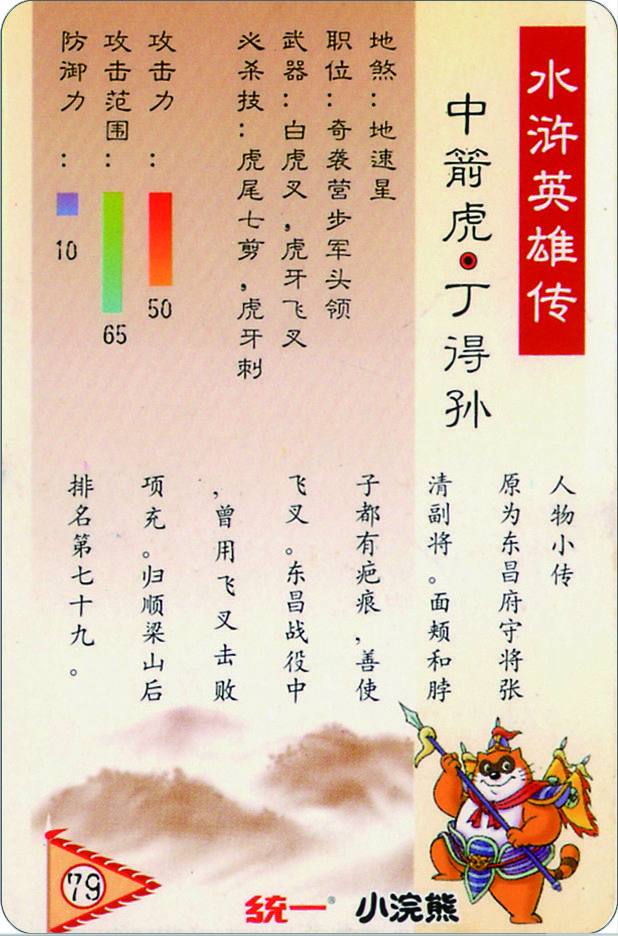 水浒英雄传
中箭虎·丁得孙
地煞：地速星
职位：奇袭营步军头领
武器：白虎叉，虎牙飞叉
必杀技：虎尾七剪，虎牙刺
攻击力：
50
攻击范围：
65
防御力：
10
人物小传
原为东昌府守将张
清副将。面颊和脖
子都有疤痕，善使
飞叉。东昌战役中
，曾用飞叉击败
项充。归顺梁山后
排名第七十九。
79
统一®
小浣熊